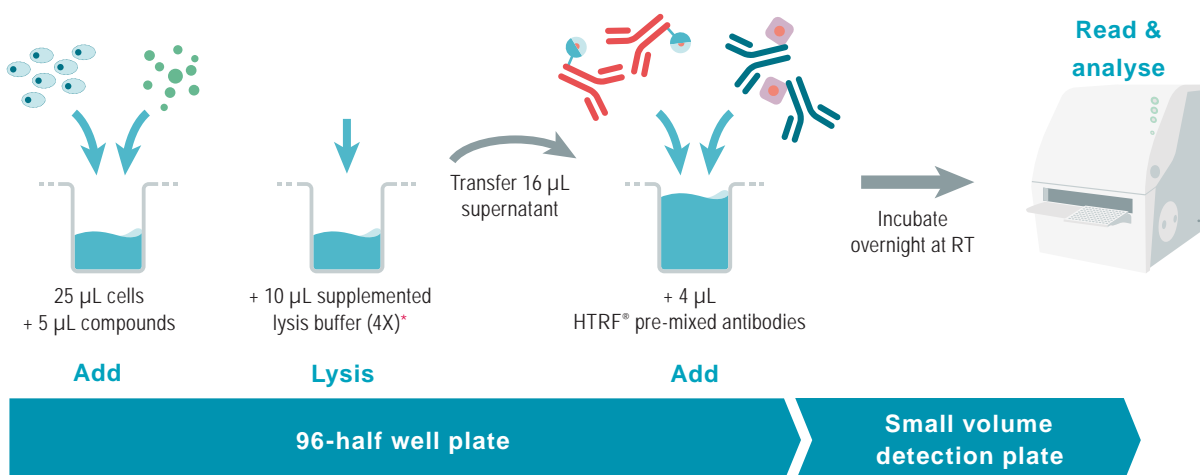 Read &
analyse
Transfer 16 µL
supernatant
Incubate
overnight at RT
25 µL cells
+ 5 µL compounds
+ 10 µL supplemented
lysis buffer (4X)*
+ 4 µL
HTRF® pre-mixed antibodies
Add
Lysis
Add
96-half well plate
Small volume
detection plate